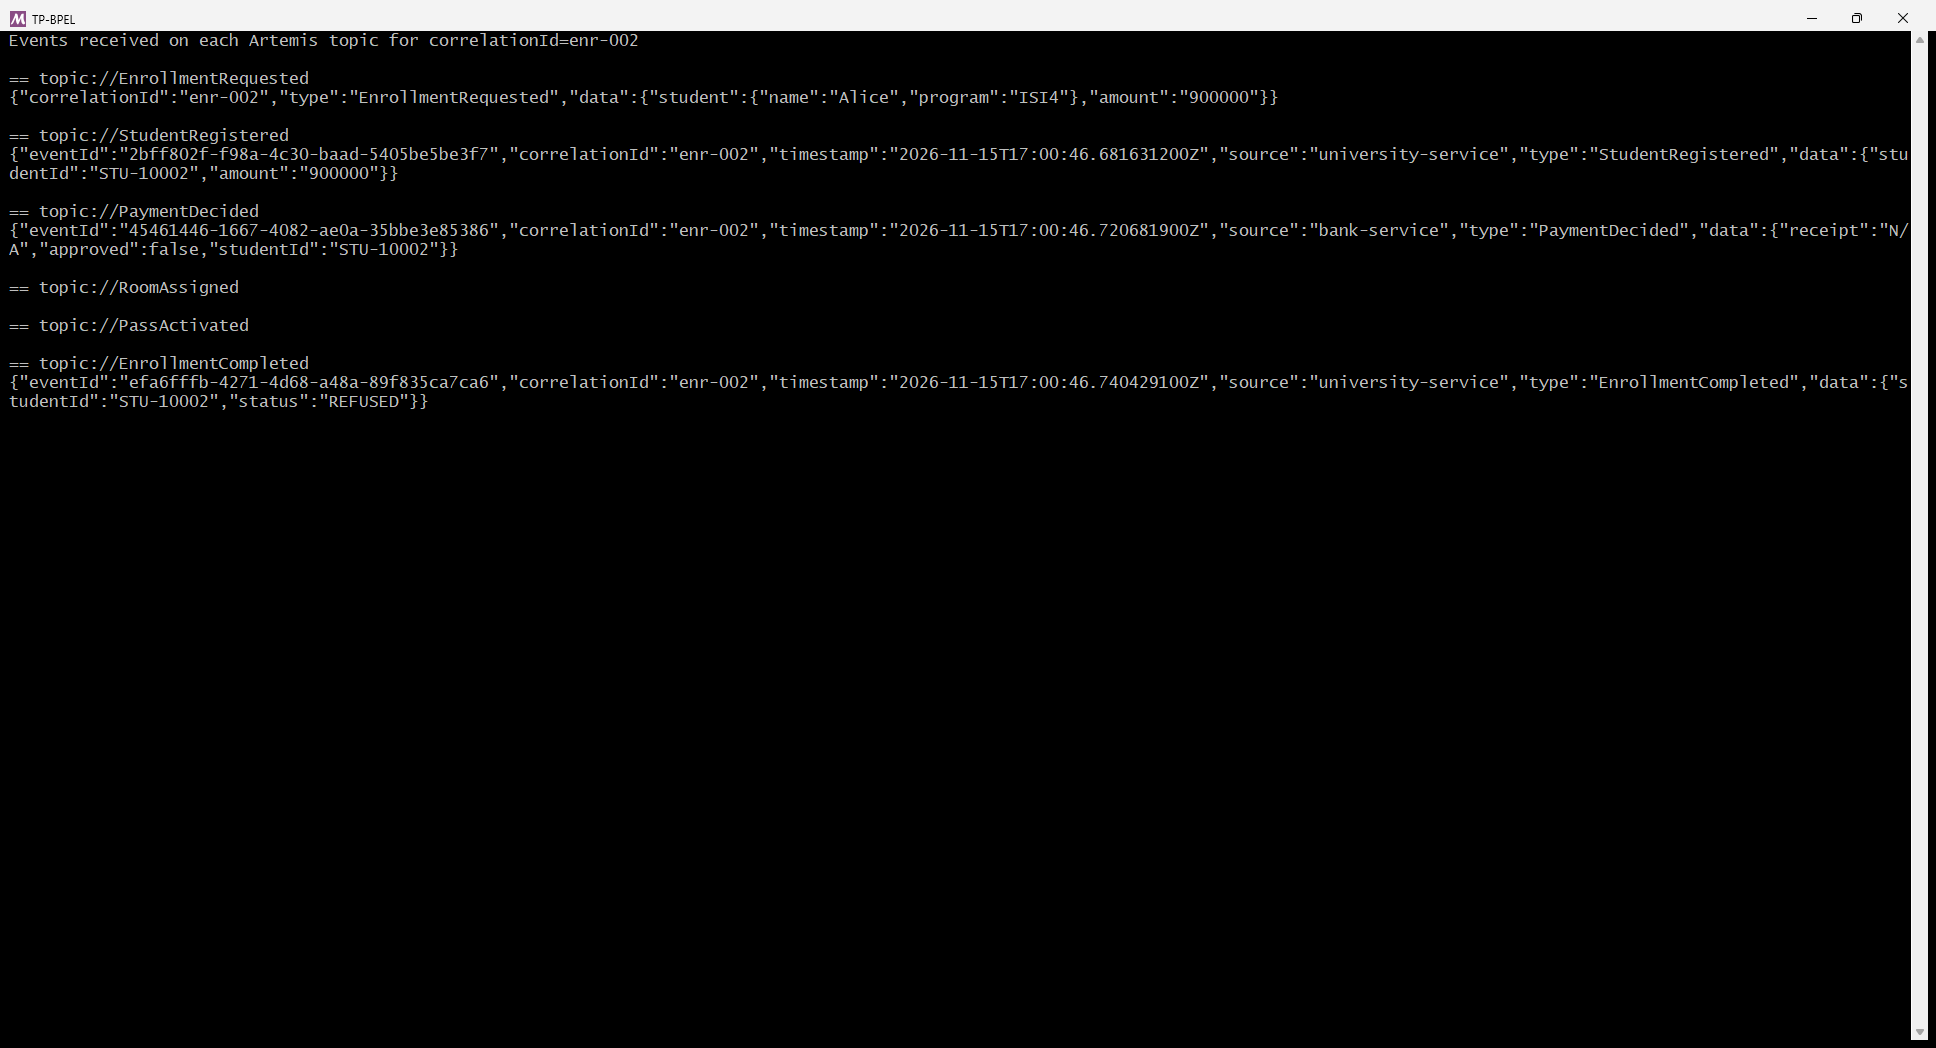 TP-BPEL
Events received on each Artemis topic for correlationId=enr-002
== topic://EnrollmentRequested
{"correlationId":"enr-002","type":"EnrollmentRequested","data":{"student":{"name":"Alice","program":"ISI4"},"amount":"900000"}}
== topic://StudentRegistered
{"eventId":"2bff802f-f98a-4c30-baad-5405be5be3f7","correlationId":"enr-002","timestamp":"2026-11-15T17:00:46.681631200Z","source":"university-service","type":"StudentRegistered","data":{"stu
dentId":"STU-10002","amount":"900000"}}
== topic://PaymentDecided
{"eventId":"45461446-1667-4082-ae0a-35bbe3e85386","correlationId":"enr-002","timestamp":"2026-11-15T17:00:46.720681900Z","source":"bank-service","type":"PaymentDecided","data":{"receipt":"N/
A","approved":false,"studentId":"STU-10002"}}
== topic://RoomAssigned
== topic://PassActivated
== topic://EnrollmentCompleted
{"eventId":"efa6fffb-4271-4d68-a48a-89f835ca7ca6","correlationId":"enr-002","timestamp":"2026-11-15T17:00:46.740429100Z","source":"university-service","type":"EnrollmentCompleted","data":{"s
tudentId":"STU-10002","status":"REFUSED"}}